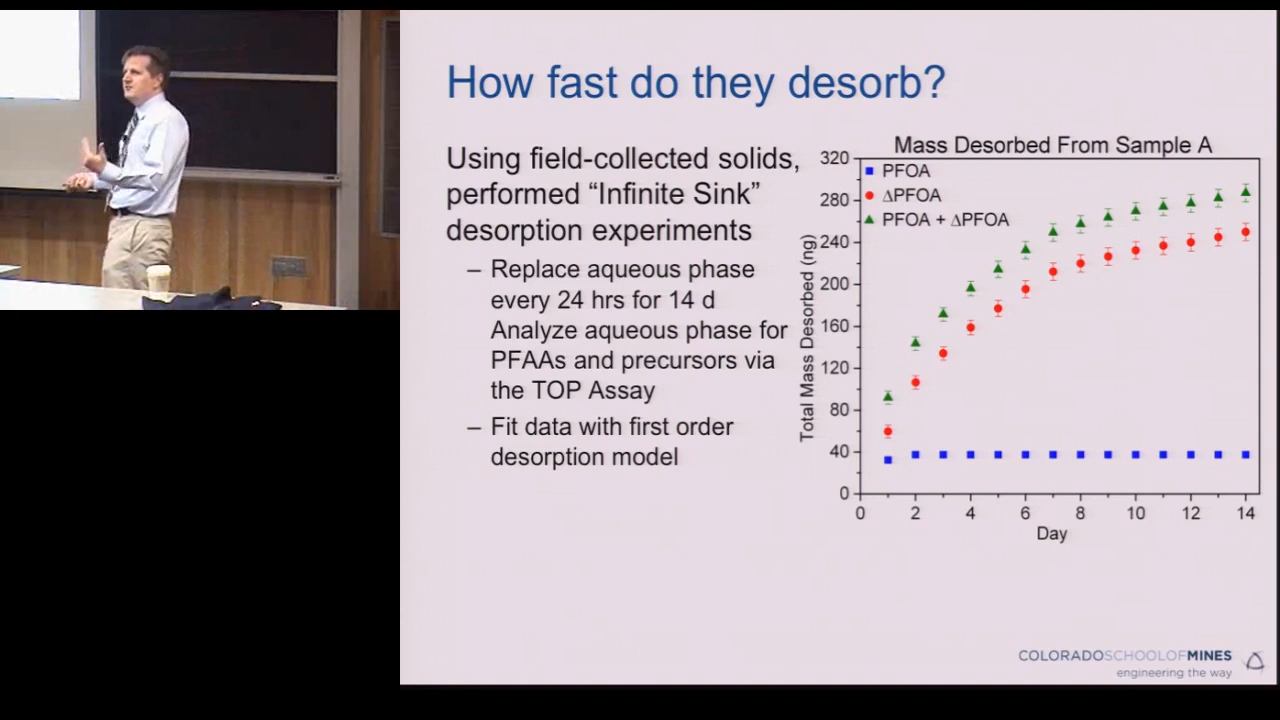 How fast do they desorb?
Using field-collected solids,
performed “Infinite Sink”
desorption experiments
– Replace aqueous phase
every 24 hrs for 14 d
Analyze aqueous phase for
PFAAs and precursors via
the TOP Assay
– Fit data with first order
desorption model
Mass Desorbed From Sample A
PFOA
ΔPFOA
PFOA + ΔPFOA
Total Mass Desorbed (ng)
320
280
240
200
160
120
80
40
0
0 2 4 6 8 10 12 14
Day
COLORADOSCHOOLOFMINES
engineering the way